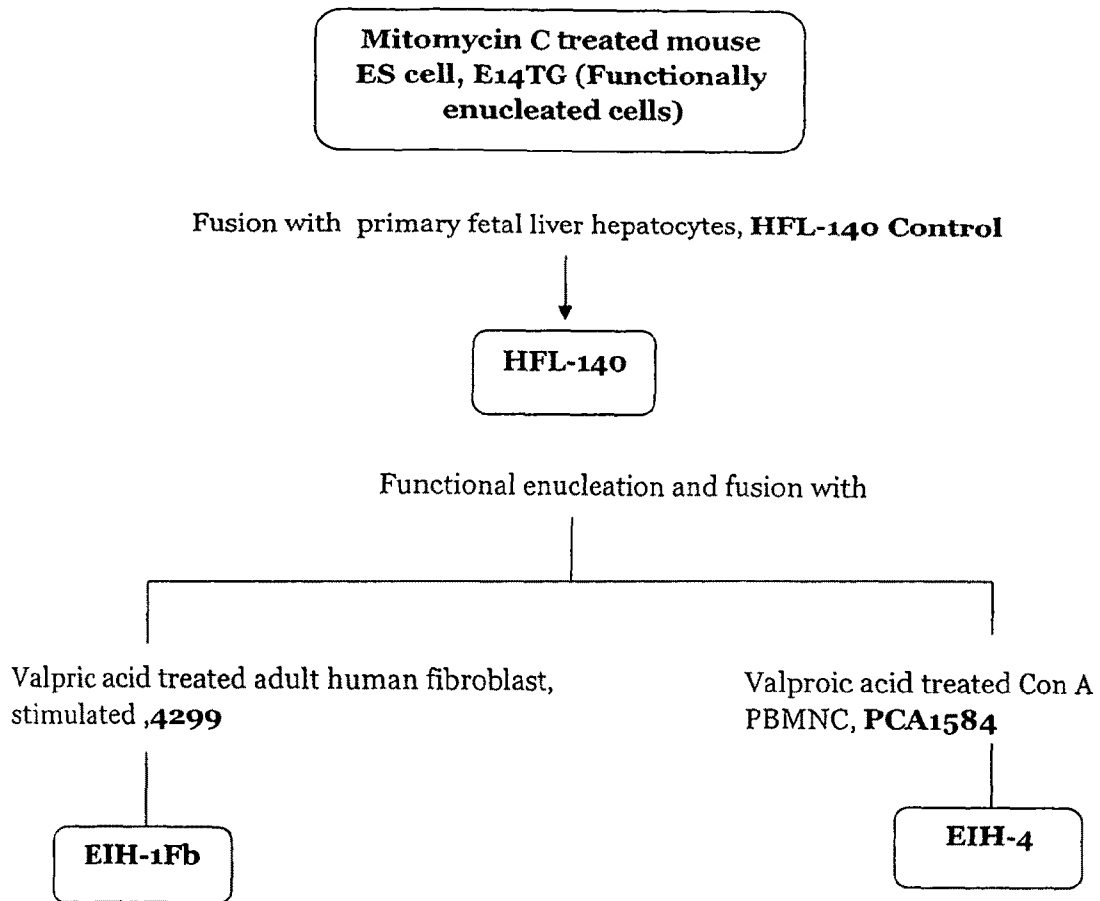 Mitomycin C treated mouse
ES cell, E14TG (Functionally
enucleated cells)
Fusion with primary fetal liver hepatocytes, HFL-140 Control
HFL-140
Functional enucleation and fusion with
Valpric acid treated adult human fibroblast,
stimulated ,4299
Valproic acid treated Con A
PBMNC, PCA1584
EIH-1Fb
EIH-4